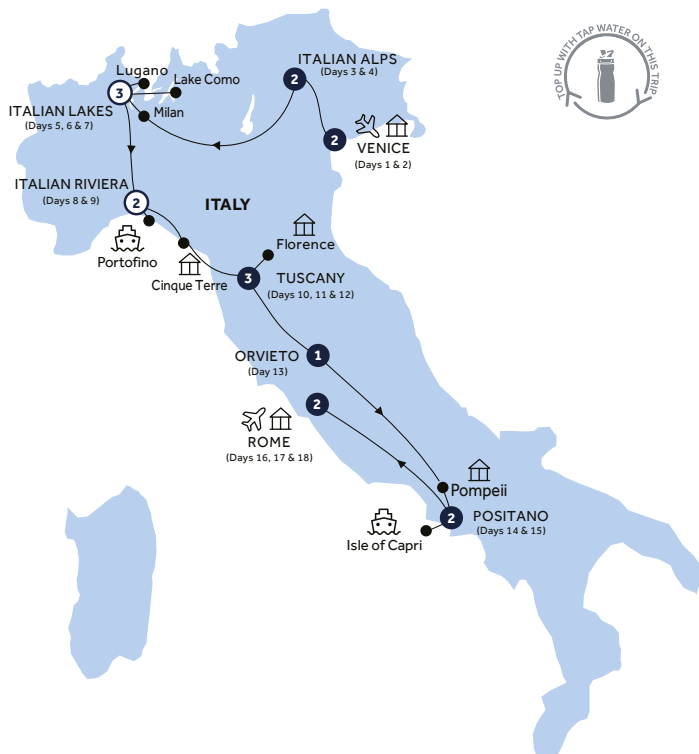 TOP UP WITH TAP WATER ON THIS TRIP
ITALIAN ALPS
(Days 3 & 4)
2
Lugano
Lake Como
3
ITALIAN LAKES
(Days 5, 6 & 7)
Milan
2
VENICE
(Days 1 & 2)
ITALIAN RIVIERA
(Days 8 & 9)
2
ITALY
Portofino
Cinque Terre
Florence
3
TUSCANY
(Days 10, 11 & 12)
ORVIETO
(Day 13)
1
2
ROME
(Days 16, 17 & 18)
Pompeii
2
POSITANO
(Days 14 & 15)
Isle of Capri